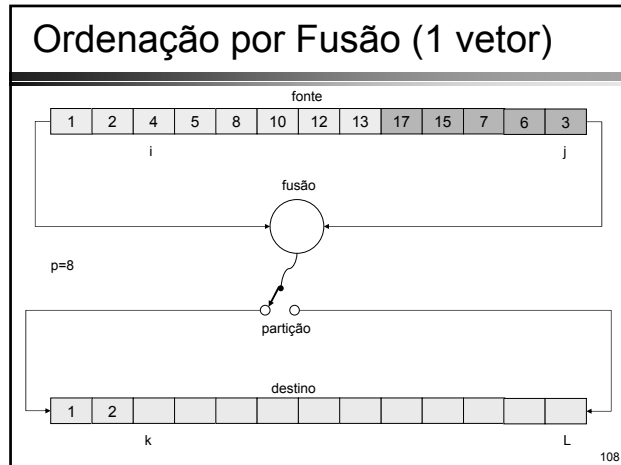 Ordenação por Fusão (1 vetor)
fonte
1 2 4 5 8 10 12 13 17 15 7 6 3
i j
fusão
p=8
partição
destino
1 2
k L
108